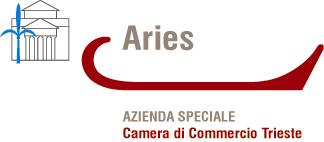 Aries
AZIENDA SPECIALE
Camera di Commercio Trieste